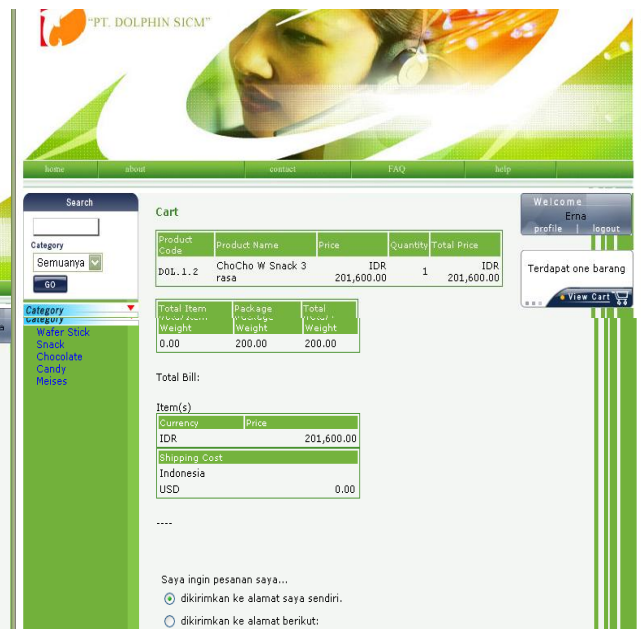 "PT. DOLPHIN SICM"
home about contact FAQ help
Search
Category
Semuanya
GO
Category
Category
Wafer Stick
Snack
Chocolate
Candy
Meises
Cart
Product Code Product Name Price Quantity Total Price
DOL.1.2 ChoCho W Snack 3 rasa IDR 201,600.00 1 IDR 201,600.00
Total Item Package Total
Weight Weight Weight
0.00 200.00 200.00
Total Bill:
Item(s)
Currency Price
IDR 201,600.00
Shipping Cost
Indonesia
USD 0.00
----
Saya ingin pesanan saya...
dikirimkan ke alamat saya sendiri.
dikirimkan ke alamat berikut:
Welcome
Erna
profile | logout
Terdapat one barang
View Cart